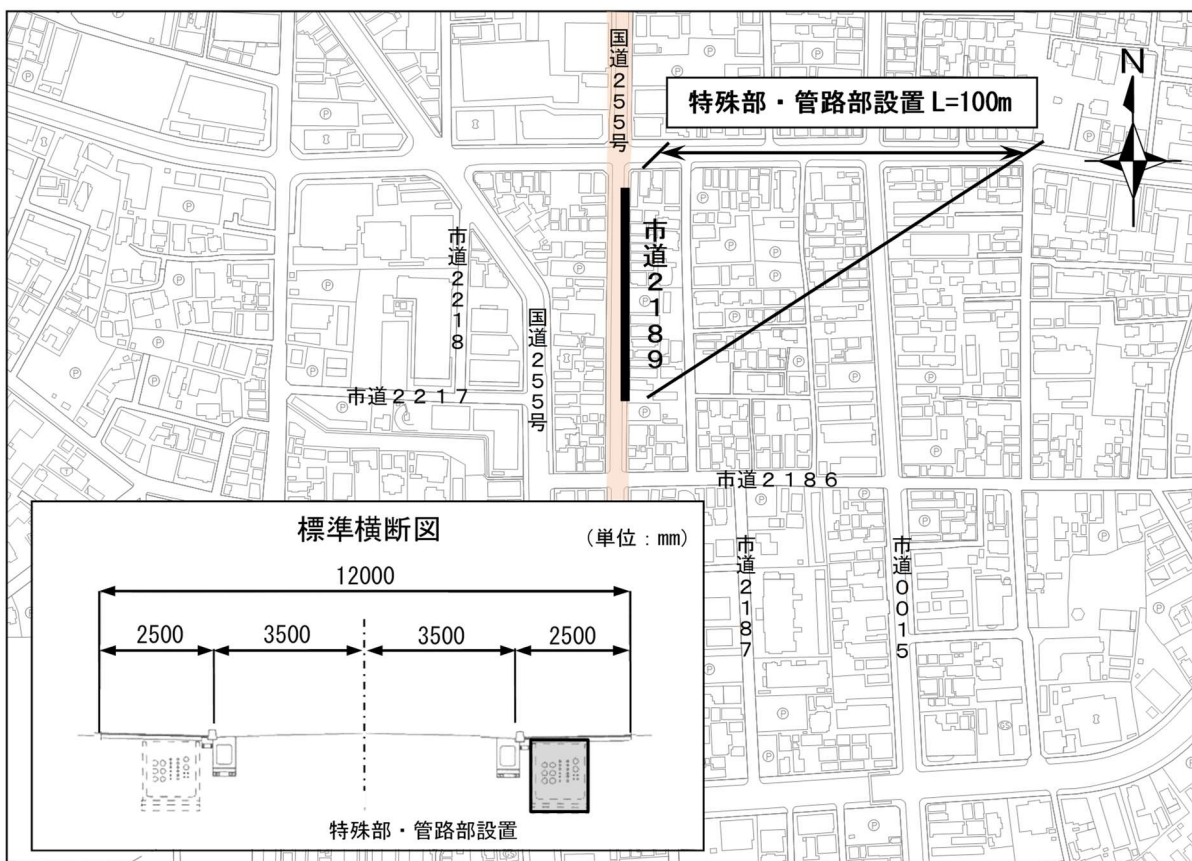 国道255号
特殊部・管路部設置 L=100m
N
市道2189
市道2218
国道255号
市道2217
市道2186
市道2187
市道0015
標準横断図
(単位：mm)
12000
2500
3500
3500
2500
特殊部・管路部設置